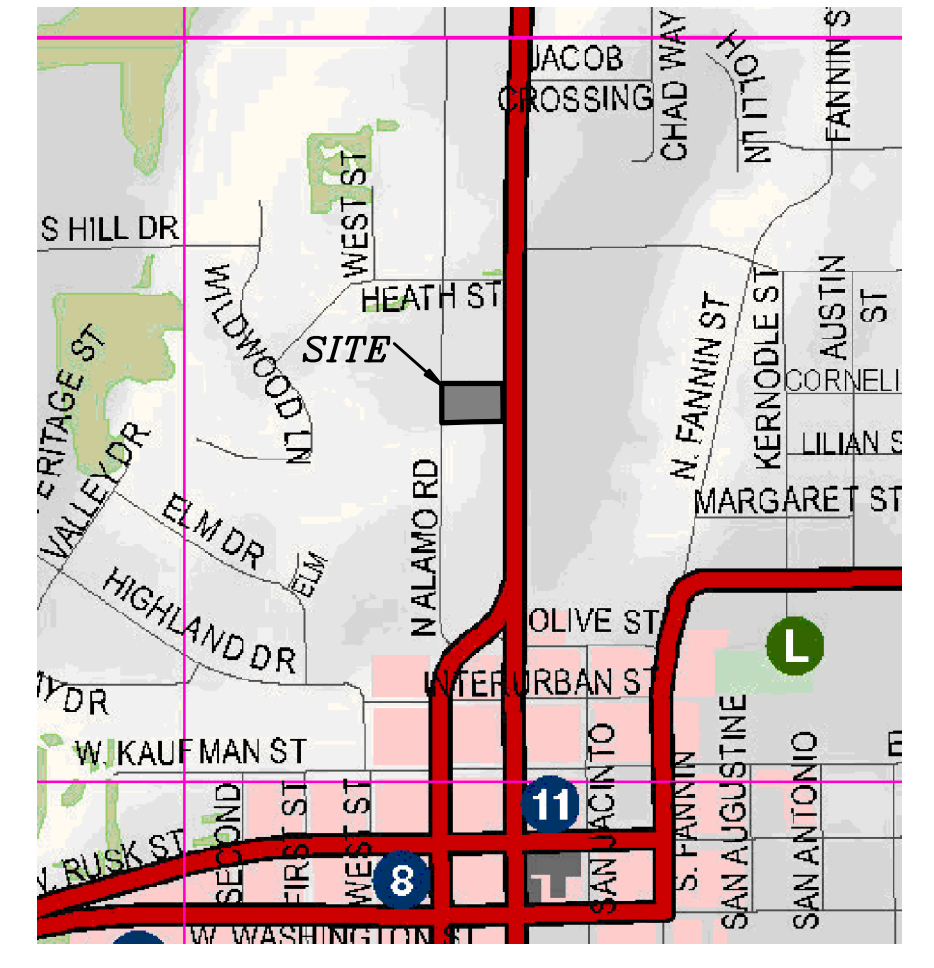 JACOB
CROSSING
CHAD WAY
HOLLI LN
FANNIN S
S HILL DR
WEST ST
WILDWOOD LN
HEATH ST
SITE
N. FANNIN ST
KERNODLE ST
AUSTIN
ST
CORNELI
LILIAN S
MARGARET ST
ERITAGE ST
VALLEY DR
ELM DR
ELM
HIGHLAND DR
N ALAMO RD
OLIVE ST
L
INTERURBAN ST
MY DR
W. KAUFMAN ST
SECOND
FIRST ST
WEST ST
11
SAN JACINTO
S. FANNIN
SAN AUGUSTINE
SAN ANTONIO
W. RUSK ST
8
W. WASHINGTON ST